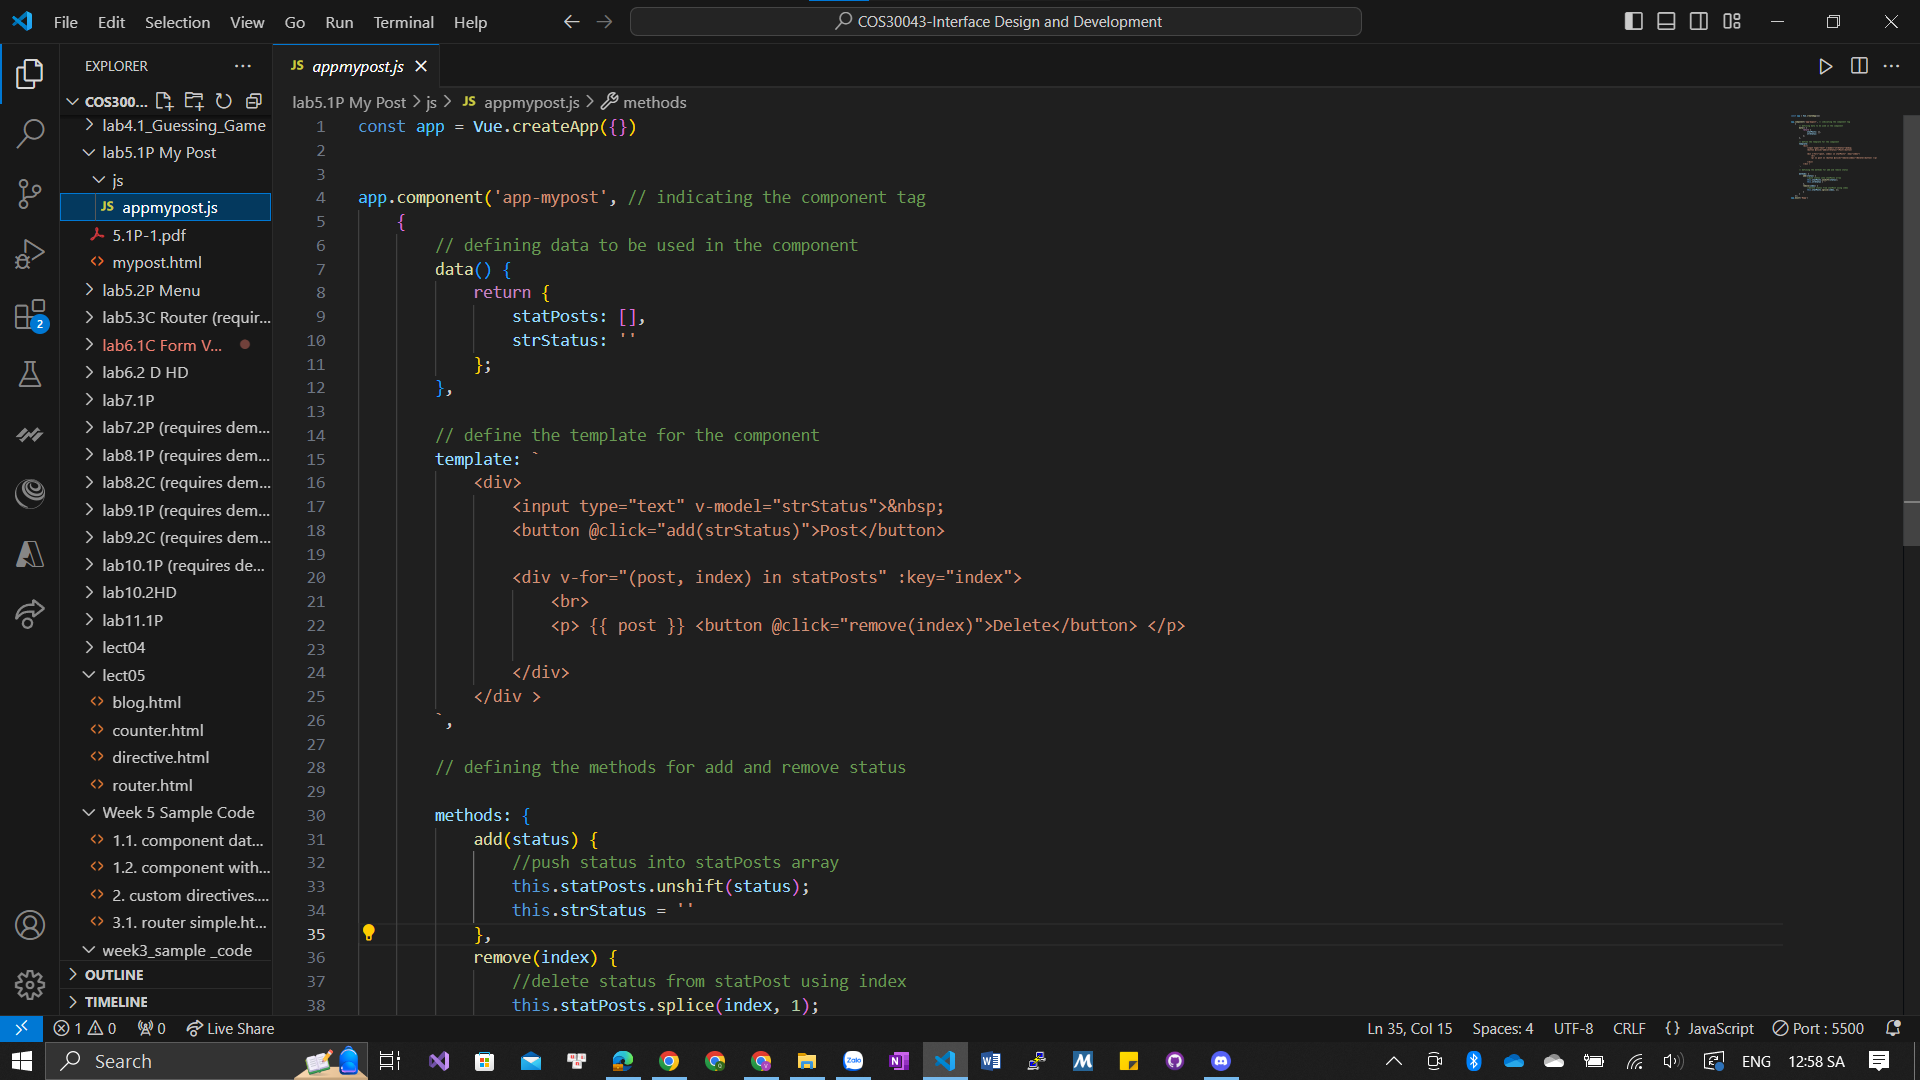 File Edit Selection View Go Run Terminal Help
COS30043-Interface Design and Development
EXPLORER
COS300...
lab4.1_Guessing_Game
lab5.1P My Post
js
JS appmypost.js
5.1P-1.pdf
mypost.html
lab5.2P Menu
lab5.3C Router (requir...
lab6.1C Form V...
lab6.2 D HD
lab7.1P
lab7.2P (requires dem...
lab8.1P (requires dem...
lab8.2C (requires dem...
lab9.1P (requires dem...
lab9.2C (requires dem...
lab10.1P (requires de...
lab10.2HD
lab11.1P
lect04
lect05
blog.html
counter.html
directive.html
router.html
Week 5 Sample Code
1.1. component dat...
1.2. component with...
2. custom directives....
3.1. router simple.ht...
week3_sample _code
OUTLINE
TIMELINE
2
JS appmypost.js
lab5.1P My Post > js > JS appmypost.js > methods
1 const app = Vue.createApp({})
2
3
4 app.component('app-mypost', // indicating the component tag
5 {
6 // defining data to be used in the component
7 data() {
8 return {
9 statPosts: [],
10 strStatus: ''
11 };
12 },
13
14 // define the template for the component
15 template: `
16 <div>
17 <input type="text" v-model="strStatus">&nbsp;
18 <button @click="add(strStatus)">Post</button>
19
20 <div v-for="(post, index) in statPosts" :key="index">
21 <br>
22 <p> {{ post }} <button @click="remove(index)">Delete</button> </p>
23
24 </div>
25 </div >
26 `,
27
28 // defining the methods for add and remove status
29
30 methods: {
31 add(status) {
32 //push status into statPosts array
33 this.statPosts.unshift(status);
34 this.strStatus = ''
35 },
36 remove(index) {
37 //delete status from statPost using index
38 this.statPosts.splice(index, 1);
1 0 0 Live Share
Ln 35, Col 15 Spaces: 4 UTF-8 CRLF {} JavaScript Port : 5500
Search
Zalo
ENG 12:58 SA